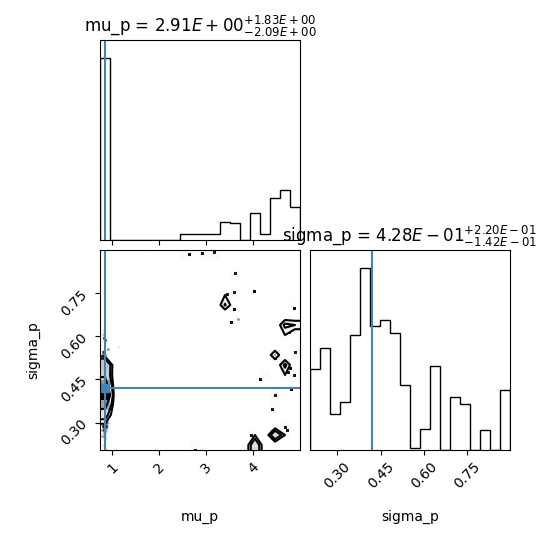 mu_p = 2.91E + 00+1.83E + 00−2.09E + 00
sigma_p = 4.28E − 01+2.20E − 01−1.42E − 01
sigma_p
0.75
0.60
0.45
0.30
1 2 3 4
0.30 0.45 0.60 0.75
mu_p
sigma_p